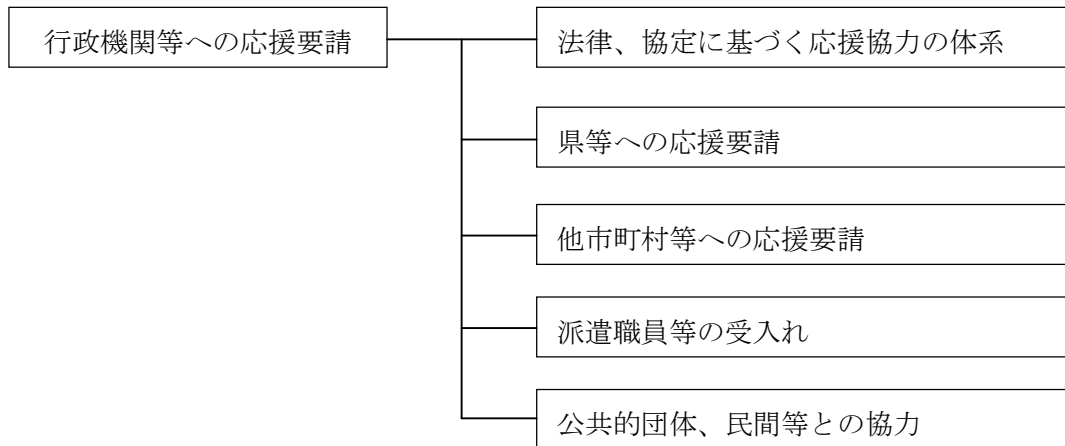 行政機関等への応援要請
法律、協定に基づく応援協力の体系
県等への応援要請
他市町村等への応援要請
派遣職員等の受入れ
公共的団体、民間等との協力